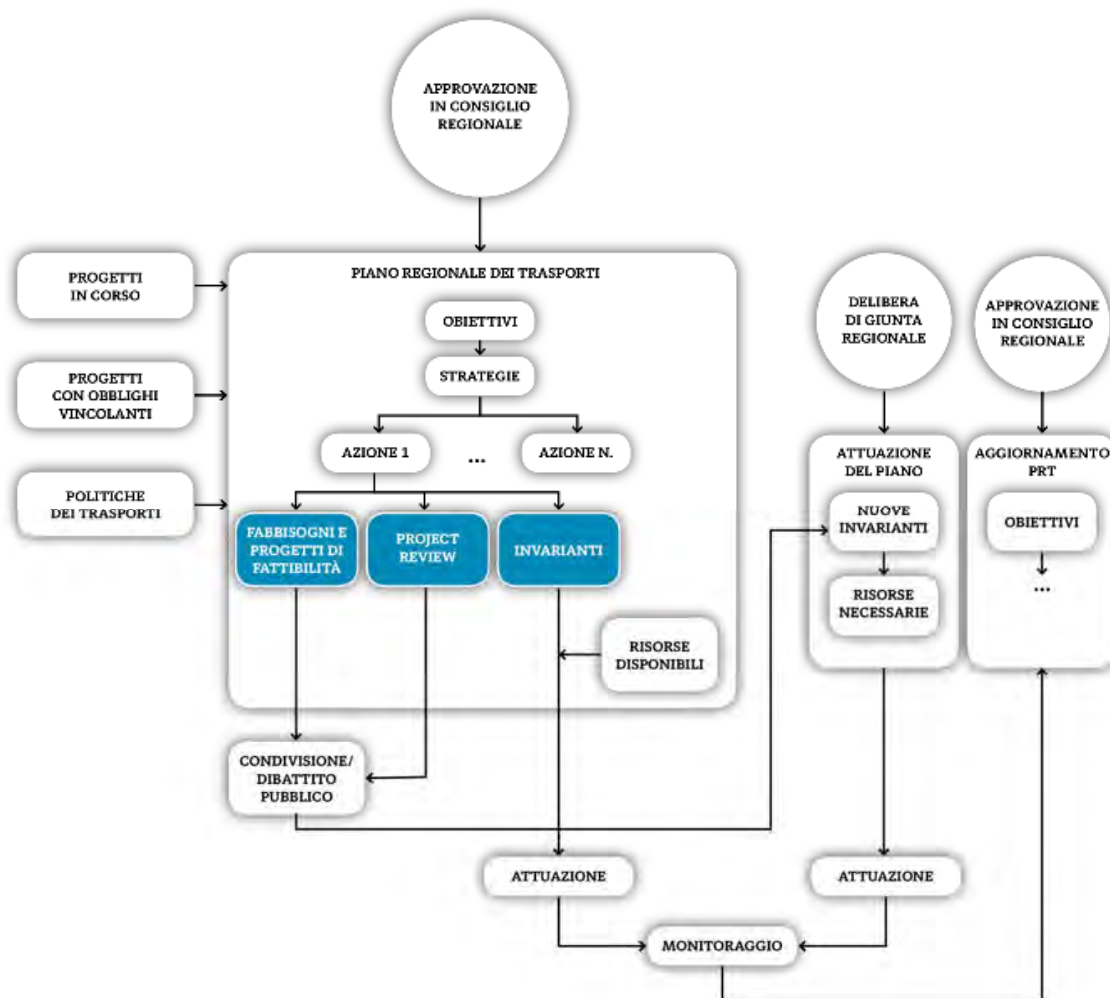 APPROVAZIONE
IN CONSIGLIO
REGIONALE
PROGETTI
IN CORSO
PROGETTI
CON OBBLIGHI
VINCOLANTI
POLITICHE
DEI TRASPORTI
PIANO REGIONALE DEI TRASPORTI
OBIETTIVI
STRATEGIE
AZIONE 1
...
AZIONE N.
FABBISOGNI E
PROGETTI DI
FATTIBILITÀ
PROJECT
REVIEW
INVARIANTI
RISORSE
DISPONIBILI
CONDIVISIONE/
DIBATTITO
PUBBLICO
DELIBERA
DI GIUNTA
REGIONALE
ATTUAZIONE
DEL PIANO
NUOVE
INVARIANTI
RISORSE
NECESSARIE
APPROVAZIONE
IN CONSIGLIO
REGIONALE
AGGIORNAMENTO
PRT
OBIETTIVI
...
ATTUAZIONE
ATTUAZIONE
MONITORAGGIO